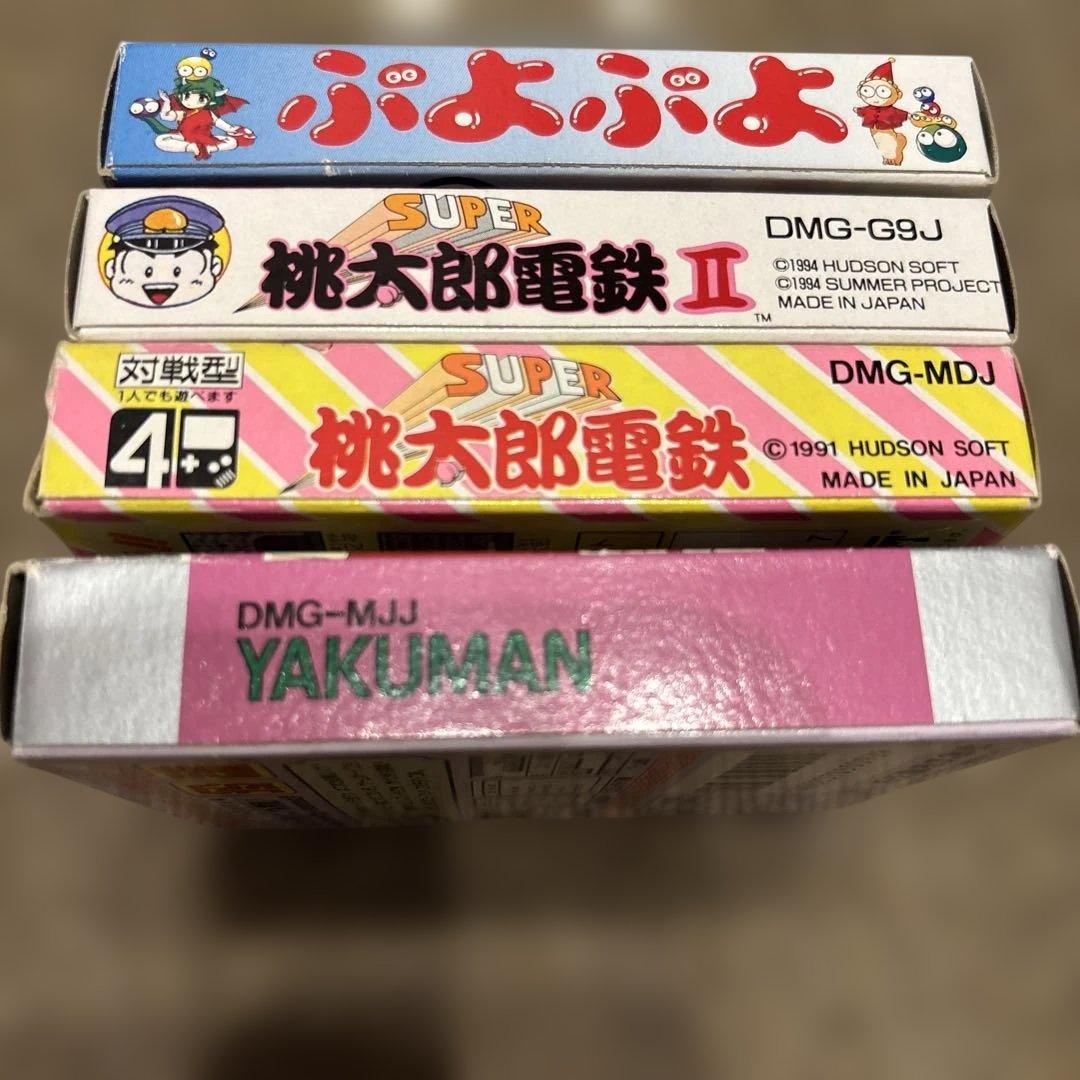 ぷよぷよ
SUPER
桃太郎電鉄II
TM
DMG-G9J
©1994 HUDSON SOFT
©1994 SUMMER PROJECT
MADE IN JAPAN
対戦型
1人でも遊べます
4
SUPER
桃太郎電鉄
DMG-MDJ
©1991 HUDSON SOFT
MADE IN JAPAN
DMG-MJJ
YAKUMAN